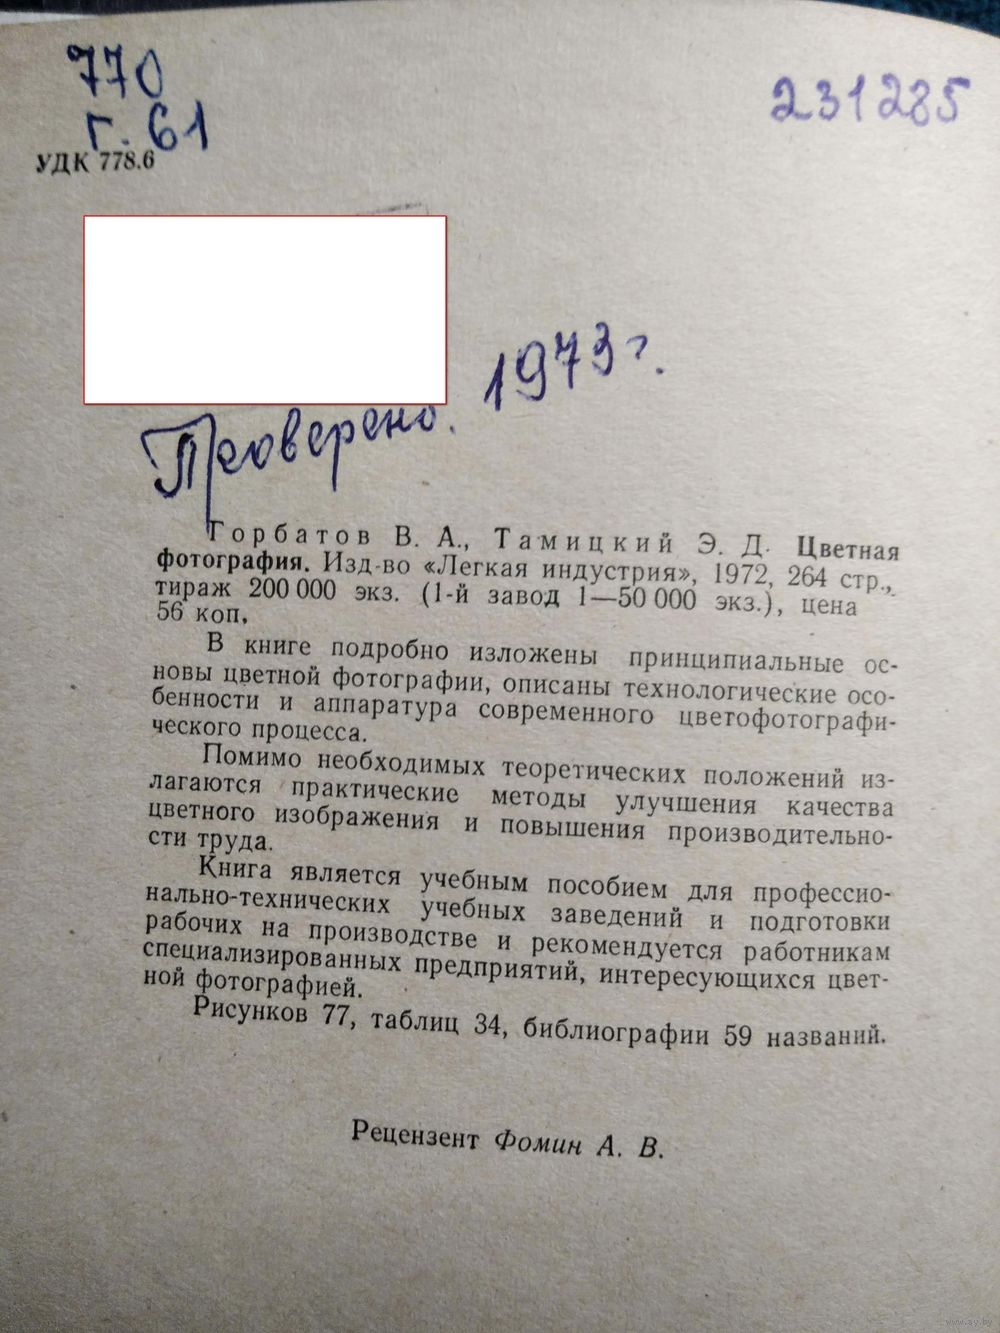 770
г. 61
231285
УДК 778.6
Проверено. 1973 г.
Горбатов В. А., Тамицкий Э. Д. Цветная
фотография. Изд-во «Легкая индустрия», 1972, 264 стр.,
тираж 200 000 экз. (1-й завод 1—50 000 экз.), цена
56 коп.
В книге подробно изложены принципиальные ос-
новы цветной фотографии, описаны технологические осо-
бенности и аппаратура современного цветофотографи-
ческого процесса.
Помимо необходимых теоретических положений из-
лагаются практические методы улучшения качества
цветного изображения и повышения производительно-
сти труда.
Книга является учебным пособием для профессио-
нально-технических учебных заведений и подготовки
рабочих на производстве и рекомендуется работникам
специализированных предприятий, интересующихся цвет-
ной фотографией.
Рисунков 77, таблиц 34, библиографии 59 названий.
Рецензент Фомин А. В.
www.ay.by